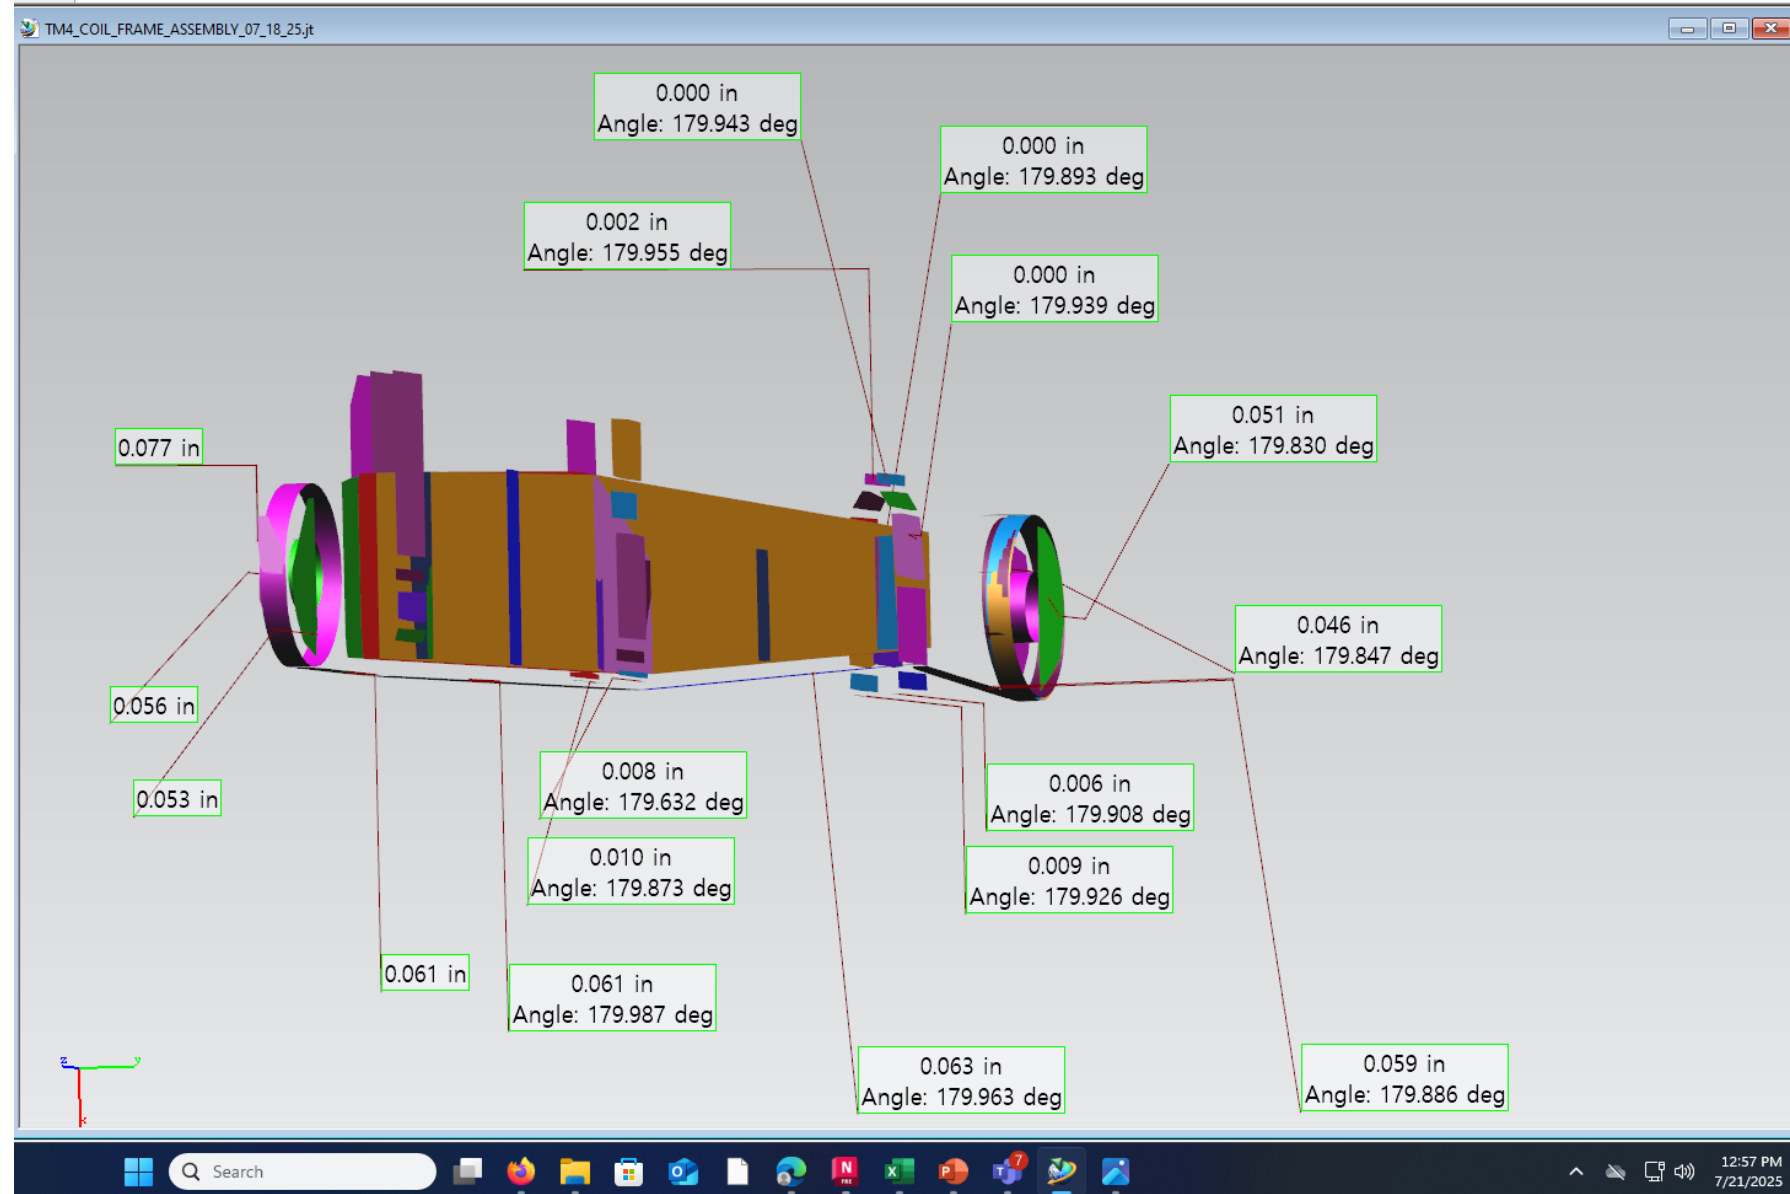 TM4_COIL_FRAME_ASSEMBLY_07_18_25.jt
0.000 in
Angle: 179.943 deg
0.000 in
Angle: 179.893 deg
0.002 in
Angle: 179.955 deg
0.000 in
Angle: 179.939 deg
0.051 in
Angle: 179.830 deg
0.077 in
0.046 in
Angle: 179.847 deg
0.056 in
0.053 in
0.008 in
Angle: 179.632 deg
0.006 in
Angle: 179.908 deg
0.010 in
Angle: 179.873 deg
0.009 in
Angle: 179.926 deg
0.061 in
0.061 in
Angle: 179.987 deg
0.063 in
Angle: 179.963 deg
0.059 in
Angle: 179.886 deg
z
y
x
Search
N
FRE
X
P
T
7
12:57 PM
7/21/2025